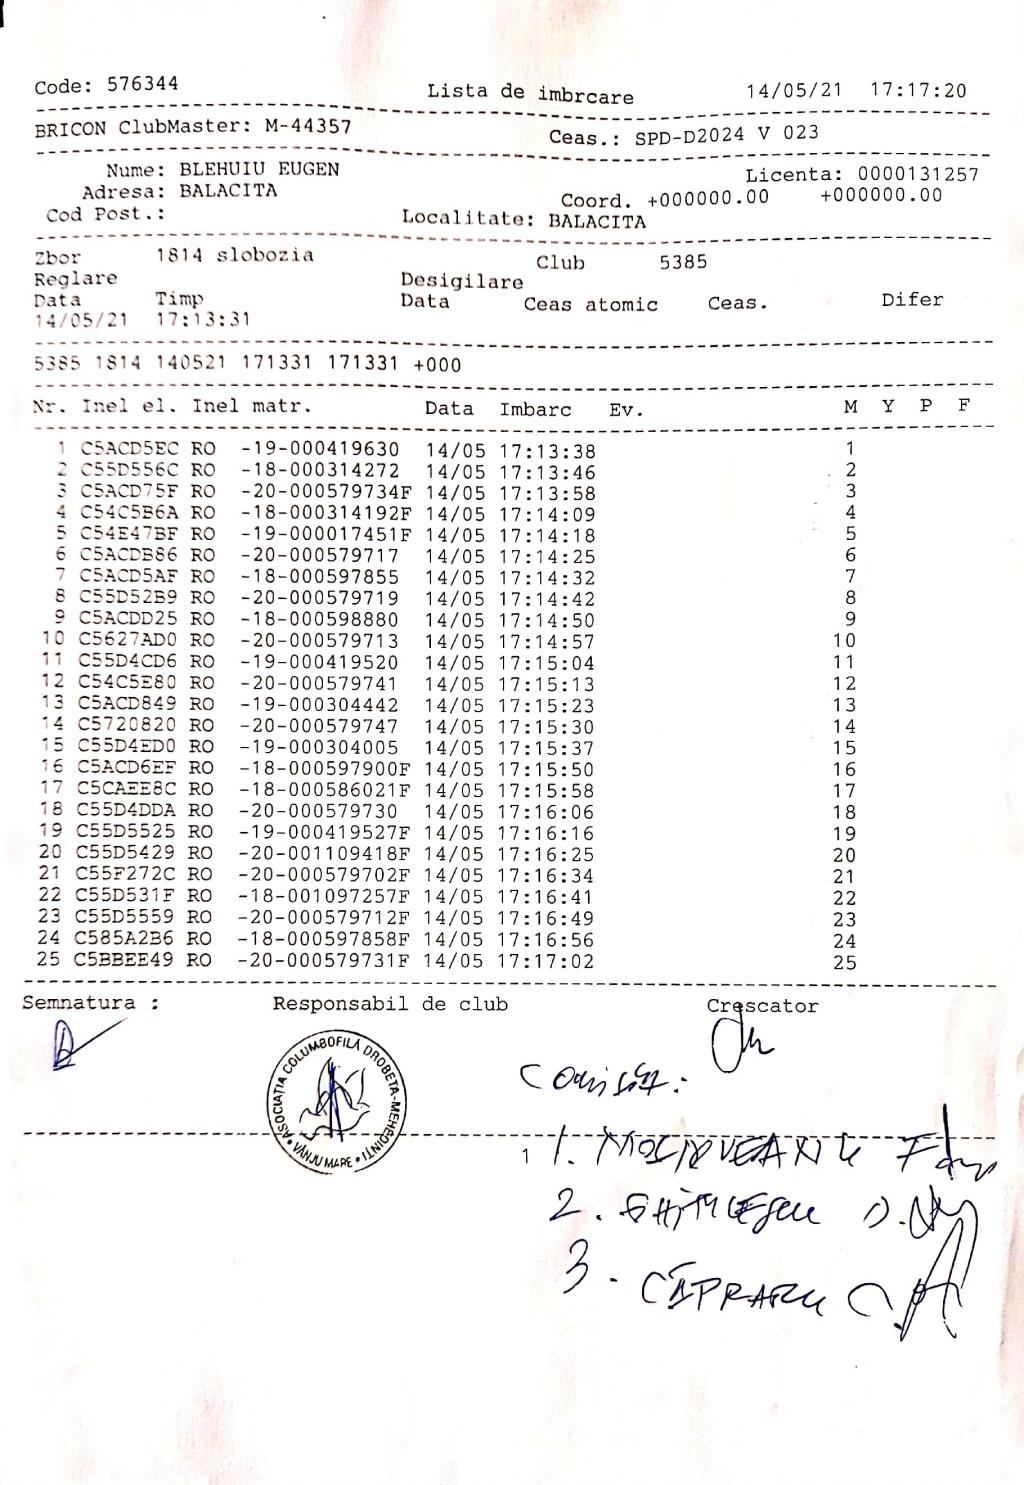 Code: 576344 Lista de imbrcare 14/05/21 17:17:20
BRICON ClubMaster: M-44357 Ceas.: SPD-D2024 V 023
Nume: BLEHUIU EUGEN Licenta: 0000131257
Adresa: BALACITA Coord. +000000.00 +000000.00
Cod Post.: Localitate: BALACITA
Zbor 1814 slobozia Club 5385
Reglare Desigilare
Data Timp Data Ceas atomic Ceas. Difer
14/05/21 17:13:31
5385 1814 140521 171331 171331 +000
Nr. Inel el. Inel matr. Data Imbarc Ev. M Y P F
1 C5ACD5EC RO -19-000419630 14/05 17:13:38 1
2 C55D556C RO -18-000314272 14/05 17:13:46 2
3 C5ACD75F RO -20-000579734F 14/05 17:13:58 3
4 C54C5B6A RO -18-000314192F 14/05 17:14:09 4
5 C54E47BF RO -19-000017451F 14/05 17:14:18 5
6 C5ACDB86 RO -20-000579717 14/05 17:14:25 6
7 C5ACD5AF RO -18-000597855 14/05 17:14:32 7
8 C55D52B9 RO -20-000579719 14/05 17:14:42 8
9 C5ACDD25 RO -18-000598880 14/05 17:14:50 9
10 C5627AD0 RO -20-000579713 14/05 17:14:57 10
11 C55D4CD6 RO -19-000419520 14/05 17:15:04 11
12 C54C5E80 RO -20-000579741 14/05 17:15:13 12
13 C5ACD849 RO -19-000304442 14/05 17:15:23 13
14 C5720820 RO -20-000579747 14/05 17:15:30 14
15 C55D4ED0 RO -19-000304005 14/05 17:15:37 15
16 C5ACD6EF RO -18-000597900F 14/05 17:15:50 16
17 C5CAEE8C RO -18-000586021F 14/05 17:15:58 17
18 C55D4DDA RO -20-000579730 14/05 17:16:06 18
19 C55D5525 RO -19-000419527F 14/05 17:16:16 19
20 C55D5429 RO -20-001109418F 14/05 17:16:25 20
21 C55F272C RO -20-000579702F 14/05 17:16:34 21
22 C55D531F RO -18-001097257F 14/05 17:16:41 22
23 C55D5559 RO -20-000579712F 14/05 17:16:49 23
24 C585A2B6 RO -18-000597858F 14/05 17:16:56 24
25 C5BBEE49 RO -20-000579731F 14/05 17:17:02 25
Semnatura : Responsabil de club Crescator
ASOCIATIA COLUMBOFILĂ DROBETA-MEHEDINTI
VÂNJU MARE
1
1.
2.
3. CĂPRARU C